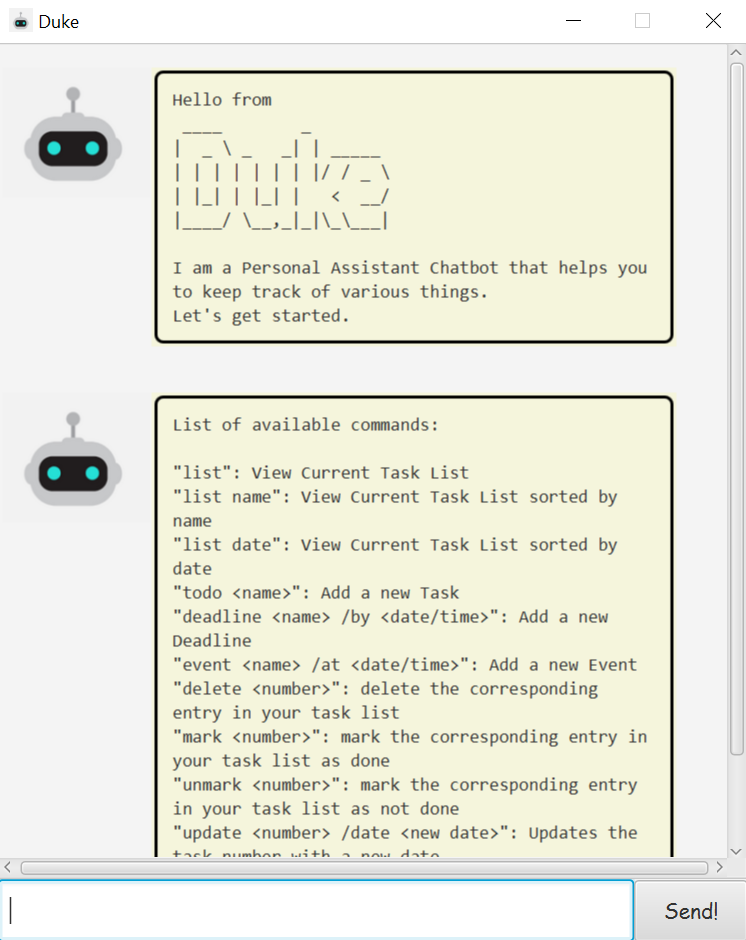 Duke
Hello from
 ____        _
|  _ \ _   _| | _____
| | | | | | | |/ / _ \
| |_| | |_| |   <  __/
|____/ \__,_|_|\_\___|
I am a Personal Assistant Chatbot that helps you
to keep track of various things.
Let's get started.
List of available commands:
"list": View Current Task List
"list name": View Current Task List sorted by
name
"list date": View Current Task List sorted by
date
"todo <name>": Add a new Task
"deadline <name> /by <date/time>": Add a new
Deadline
"event <name> /at <date/time>": Add a new Event
"delete <number>": delete the corresponding
entry in your task list
"mark <number>": mark the corresponding entry in
your task list as done
"unmark <number>": mark the corresponding entry
in your task list as not done
"update <number> /date <new date>": Updates the
task number with a new date
Send!